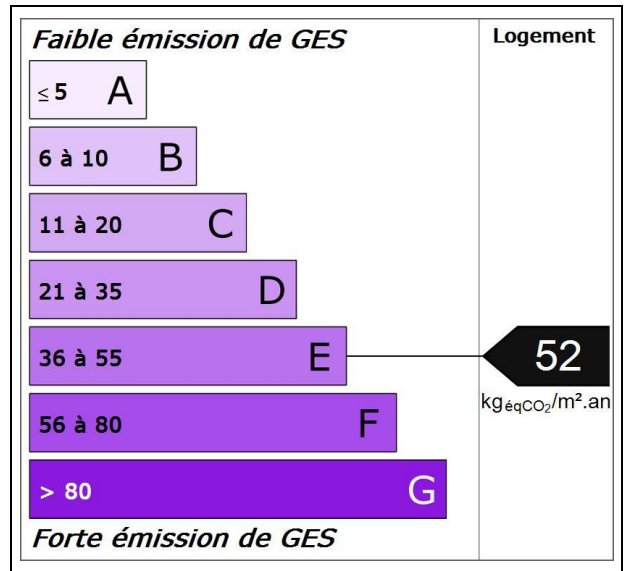 Faible émission de GES
Logement
≤ 5 A
6 à 10 B
11 à 20 C
21 à 35 D
36 à 55 E
52
kgéqCO₂/m².an
56 à 80 F
> 80 G
Forte émission de GES